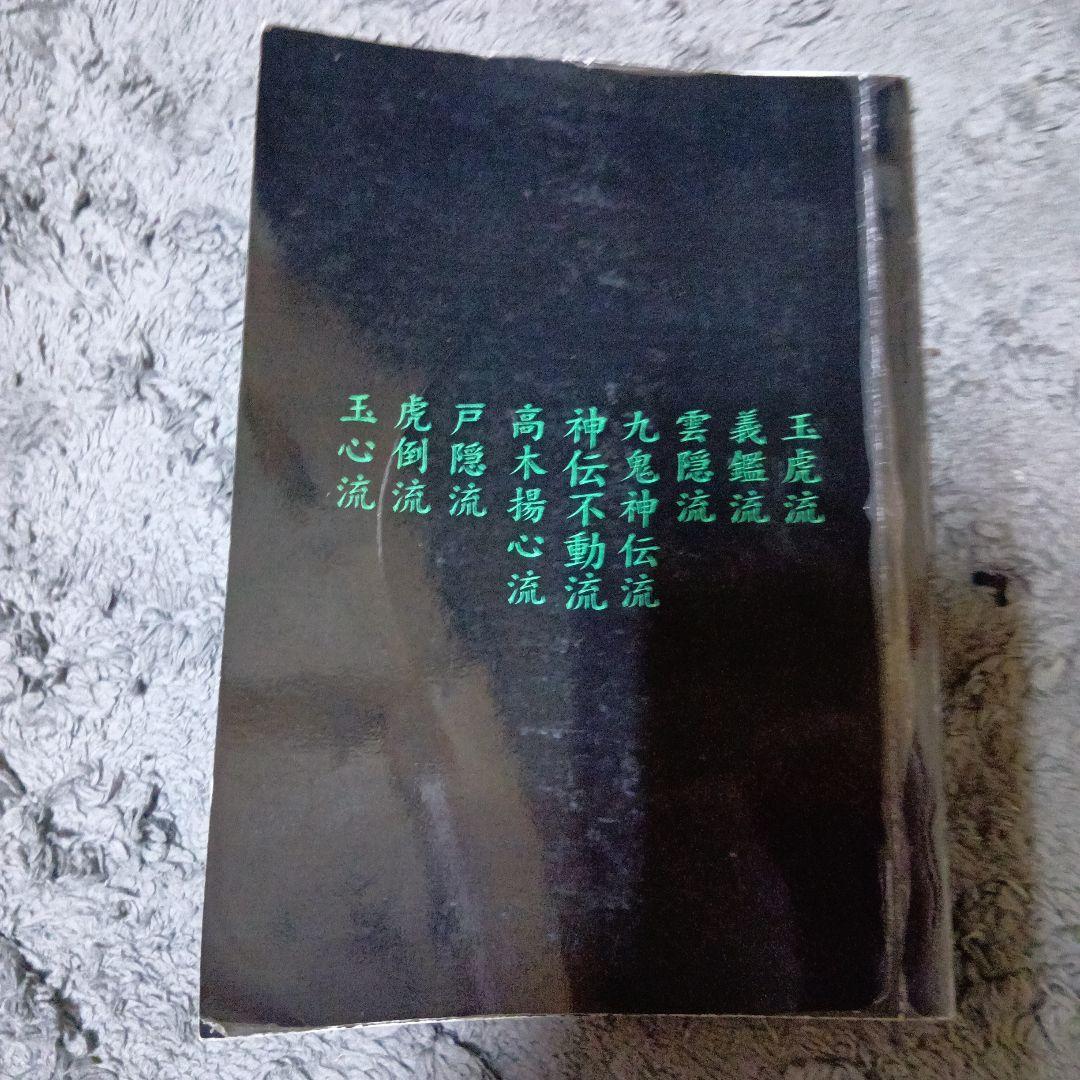 玉虎流
義鑑流
雲隠流
九鬼神伝流
神伝不動流
高木揚心流
戸隠流
虎倒流
玉心流